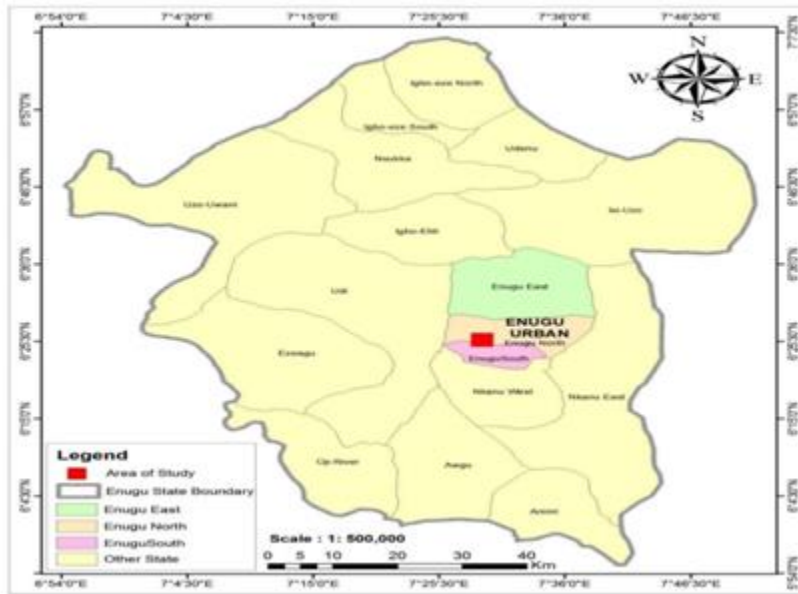 6°54'0"E 7°4'30"E 7°15'0"E 7°25'30"E 7°36'0"E 7°46'30"E
N
W E
S
Igbo-eze North
Igbo-eze South
Udenu
Nsukka
Uzo-Uwani
Isi-Uzo
Igbo-Etiti
Enugu East
Udi
ENUGU
URBAN
Enugu North
Ezeagu
EnuguSouth
Nkanu West
Nkanu East
Oji-River
Awgu
Aninri
Legend
Area of Study
Enugu State Boundary
Enugu East
Enugu North
EnuguSouth
Other State
Scale : 1: 500,000
0 5 10 20 30 40
Km
6°54'0"E 7°4'30"E 7°15'0"E 7°25'30"E 7°36'0"E 7°46'30"E